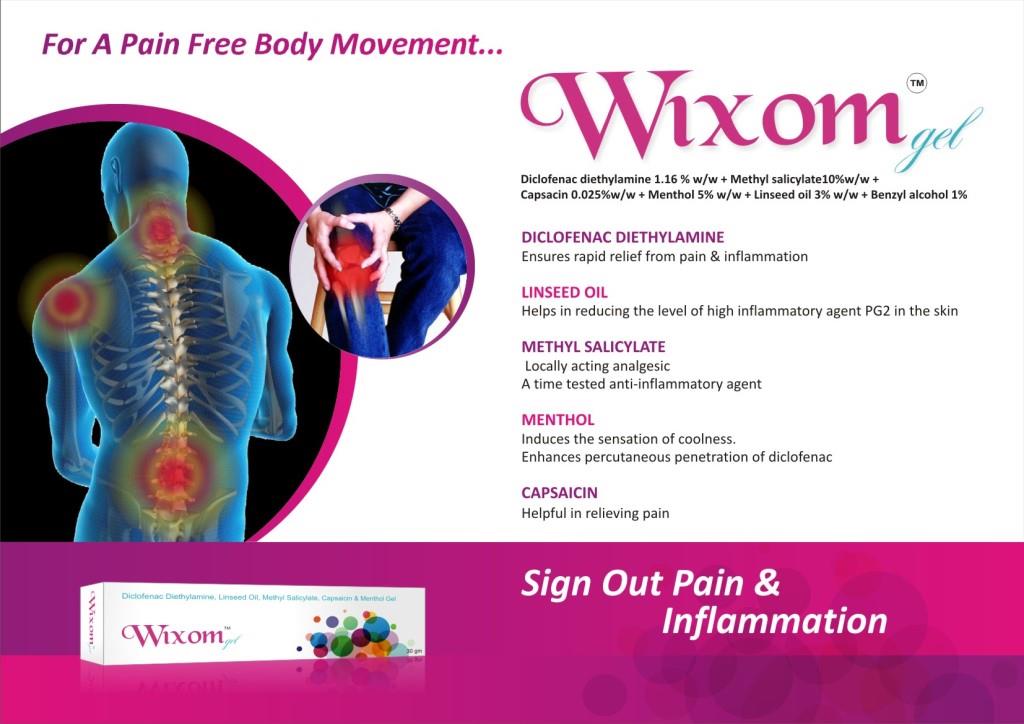 For A Pain Free Body Movement...
Wixom gel
TM
Diclofenac diethylamine 1.16 % w/w + Methyl salicylate10%w/w +
Capsacin 0.025%w/w + Menthol 5% w/w + Linseed oil 3% w/w + Benzyl alcohol 1%
DICLOFENAC DIETHYLAMINE
Ensures rapid relief from pain & inflammation
LINSEED OIL
Helps in reducing the level of high inflammatory agent PG2 in the skin
METHYL SALICYLATE
Locally acting analgesic
A time tested anti-inflammatory agent
MENTHOL
Induces the sensation of coolness.
Enhances percutaneous penetration of diclofenac
CAPSAICIN
Helpful in relieving pain
Sign Out Pain &
Inflammation
Diclofenac Diethylamine, Linseed Oil, Methyl Salicylate, Capsaicin & Menthol Gel
Wixom gel
TM
30 gm
Wixom gel